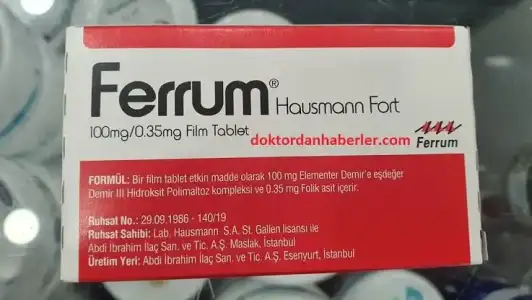 Ferrum® Hausmann Fort
100mg/0.35mg Film Tablet
doktordanhaberler.com
Ferrum
FORMÜL: Bir film tablet etkin madde olarak 100 mg Elementer Demir'e eşdeğer
Demir III Hidroksit Polimaltoz kompleksi ve 0.35 mg Folik asit içerir.
Ruhsat No.: 29.09.1986 - 140/19
Ruhsat Sahibi: Lab. Hausmann S.A. St. Gallen lisansı ile
Abdi İbrahim İlaç San. ve Tic. A.Ş. Maslak, İstanbul
Üretim Yeri: Abdi İbrahim İlaç San. ve Tic. A.Ş. Esenyurt, İstanbul